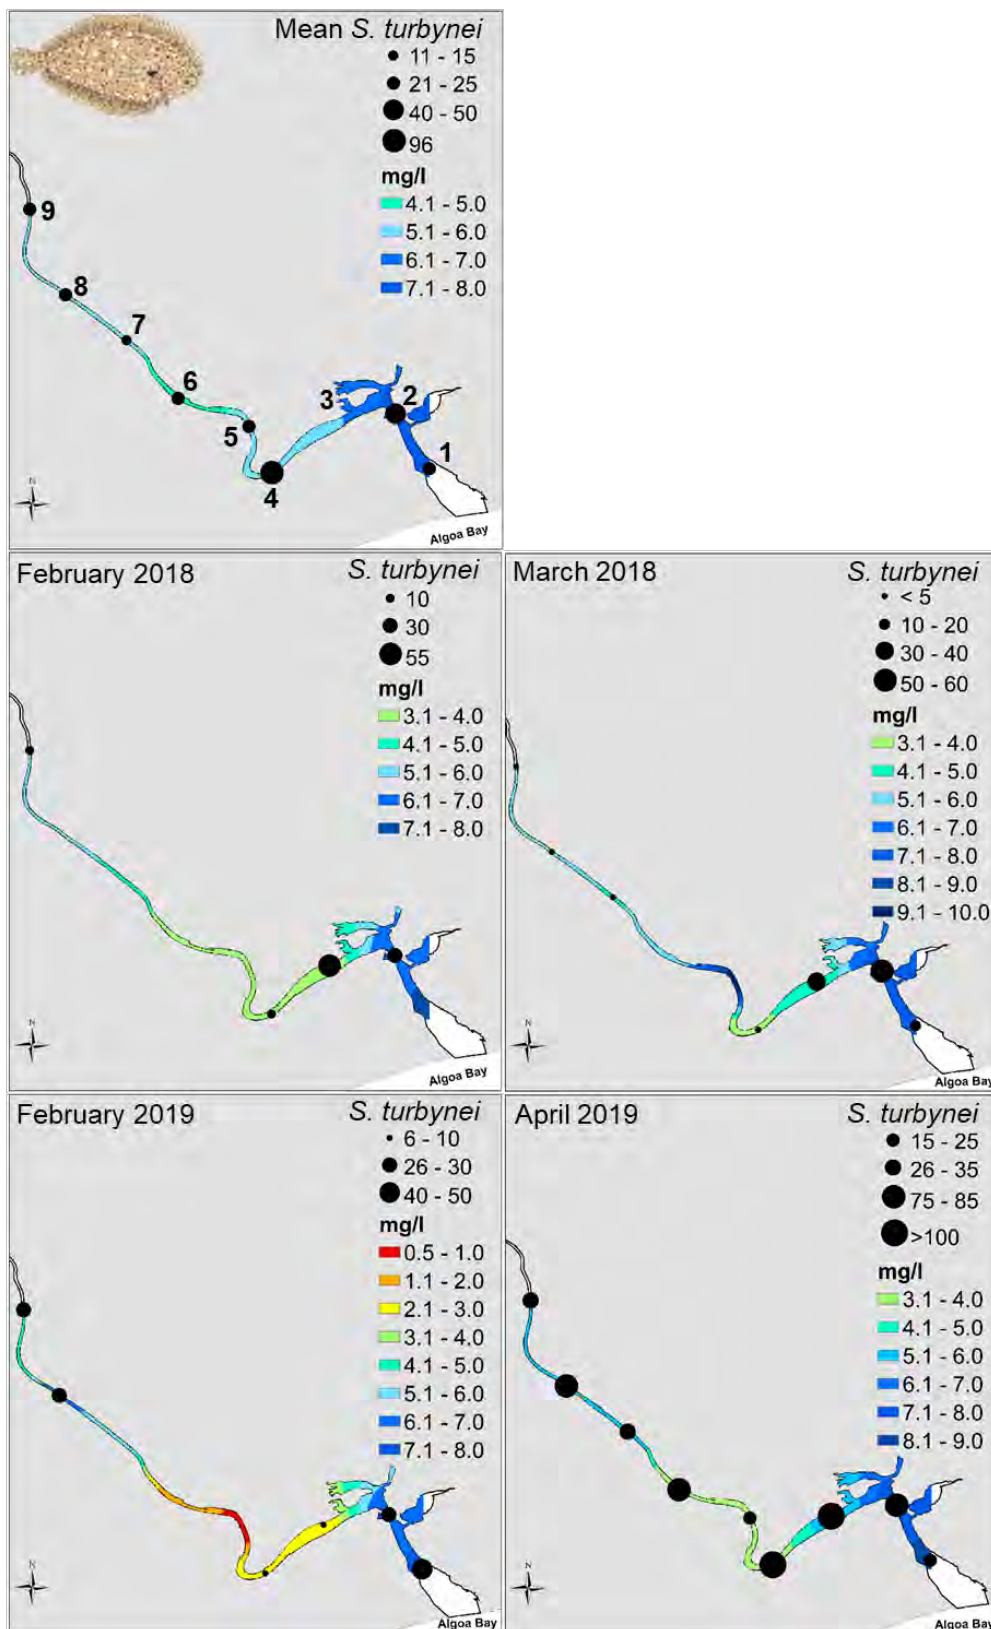 Mean S. turbynei
11 - 15
21 - 25
40 - 50
96
mg/l
4.1 - 5.0
5.1 - 6.0
6.1 - 7.0
7.1 - 8.0
9
8
7
6
5
4
3
2
1
N
Algoa Bay
February 2018
S. turbynei
10
30
55
mg/l
3.1 - 4.0
4.1 - 5.0
5.1 - 6.0
6.1 - 7.0
7.1 - 8.0
N
Algoa Bay
March 2018
S. turbynei
< 5
10 - 20
30 - 40
50 - 60
mg/l
3.1 - 4.0
4.1 - 5.0
5.1 - 6.0
6.1 - 7.0
7.1 - 8.0
8.1 - 9.0
9.1 - 10.0
N
Algoa Bay
February 2019
S. turbynei
6 - 10
26 - 30
40 - 50
mg/l
0.5 - 1.0
1.1 - 2.0
2.1 - 3.0
3.1 - 4.0
4.1 - 5.0
5.1 - 6.0
6.1 - 7.0
7.1 - 8.0
N
Algoa Bay
April 2019
S. turbynei
15 - 25
26 - 35
75 - 85
>100
mg/l
3.1 - 4.0
4.1 - 5.0
5.1 - 6.0
6.1 - 7.0
7.1 - 8.0
8.1 - 9.0
N
Algoa Bay